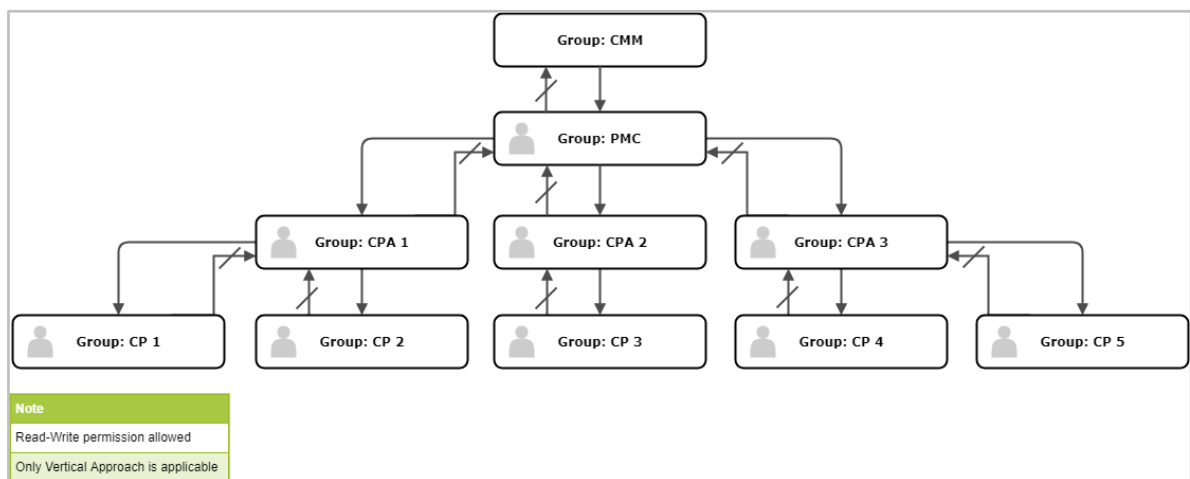 Group: CMM
Group: PMC
Group: CPA 1
Group: CPA 2
Group: CPA 3
Group: CP 1
Group: CP 2
Group: CP 3
Group: CP 4
Group: CP 5
Note
Read-Write permission allowed
Only Vertical Approach is applicable